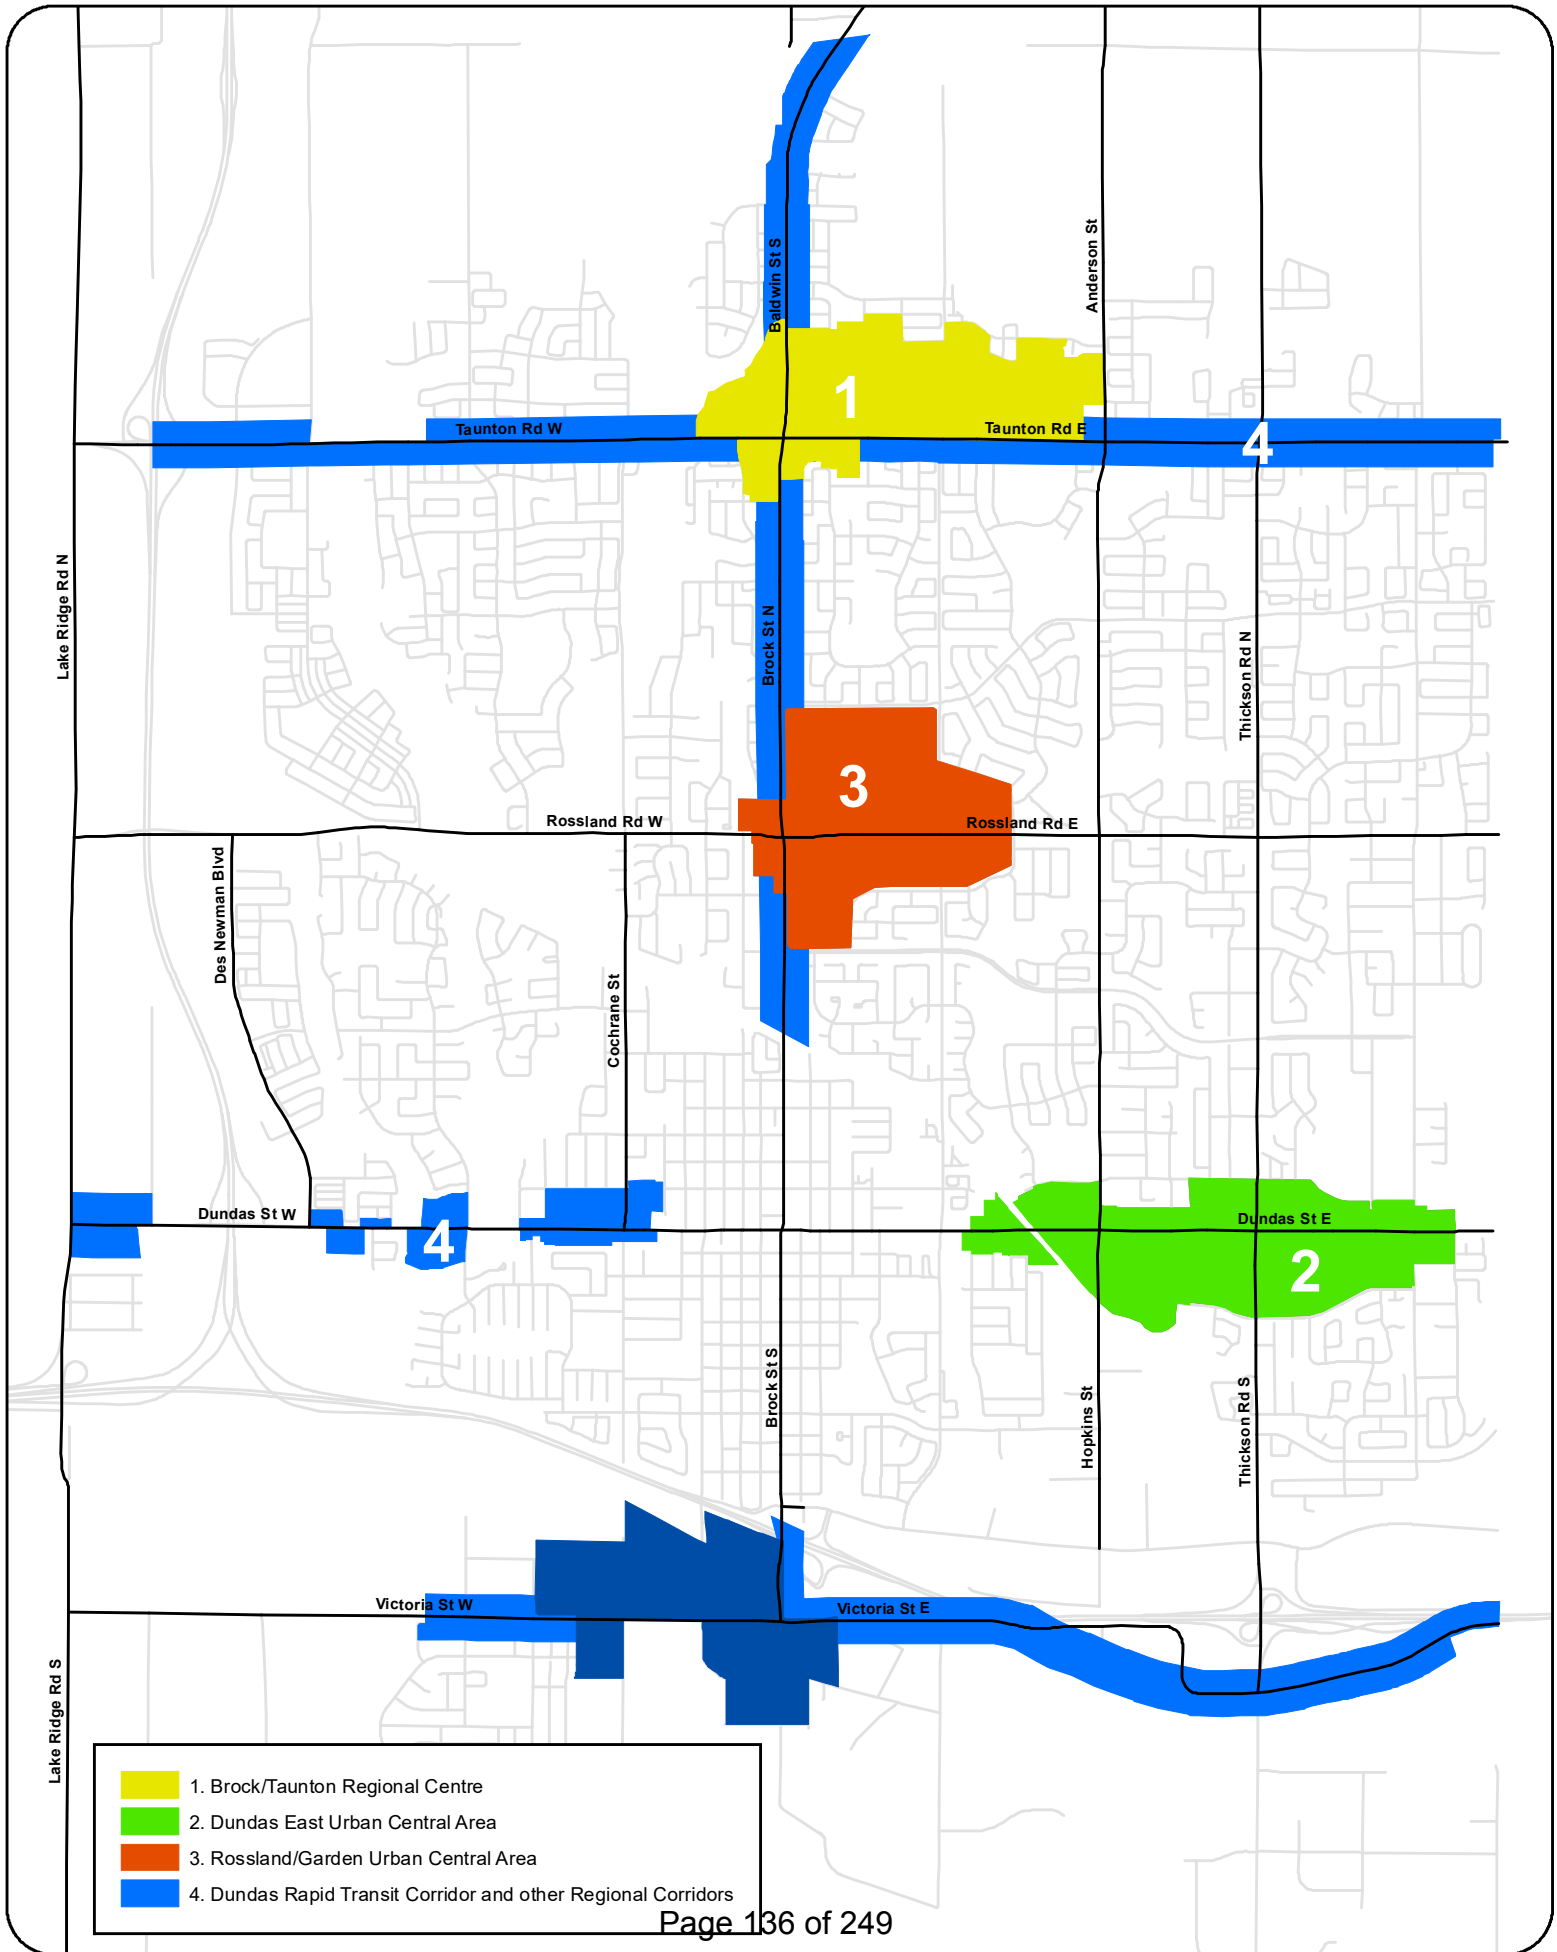 Baldwin St S
Anderson St
1
Taunton Rd W
Taunton Rd E
4
Lake Ridge Rd N
Brock St N
Thickson Rd N
3
Rossland Rd W
Rossland Rd E
Des Newman Blvd
Cochrane St
Dundas St W
4
Dundas St E
2
Brock St S
Hopkins St
Thickson Rd S
Victoria St W
Victoria St E
Lake Ridge Rd S
1. Brock/Taunton Regional Centre
2. Dundas East Urban Central Area
3. Rossland/Garden Urban Central Area
4. Dundas Rapid Transit Corridor and other Regional Corridors
Page 136 of 249